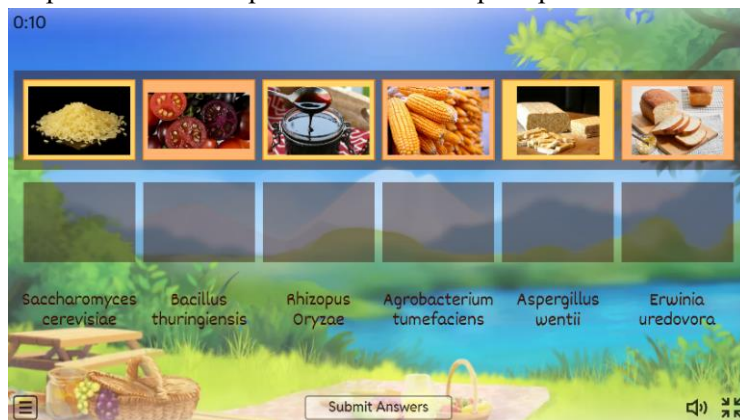 0:10
Saccharomyces
cerevisiae
Bacillus
thuringiensis
Rhizopus
Oryzae
Agrobacterium
tumefaciens
Aspergillus
wentii
Erwinia
uredovora
Submit Answers